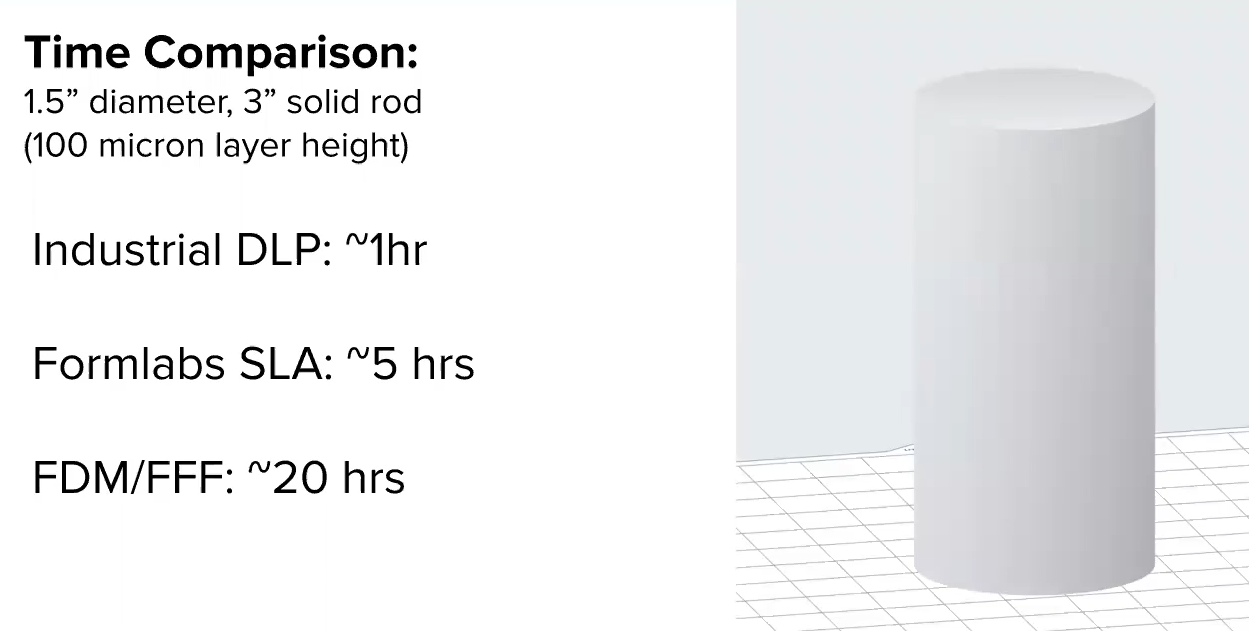 Time Comparison:
1.5” diameter, 3” solid rod
(100 micron layer height)
Industrial DLP: ~1hr
Formlabs SLA: ~5 hrs
FDM/FFF: ~20 hrs